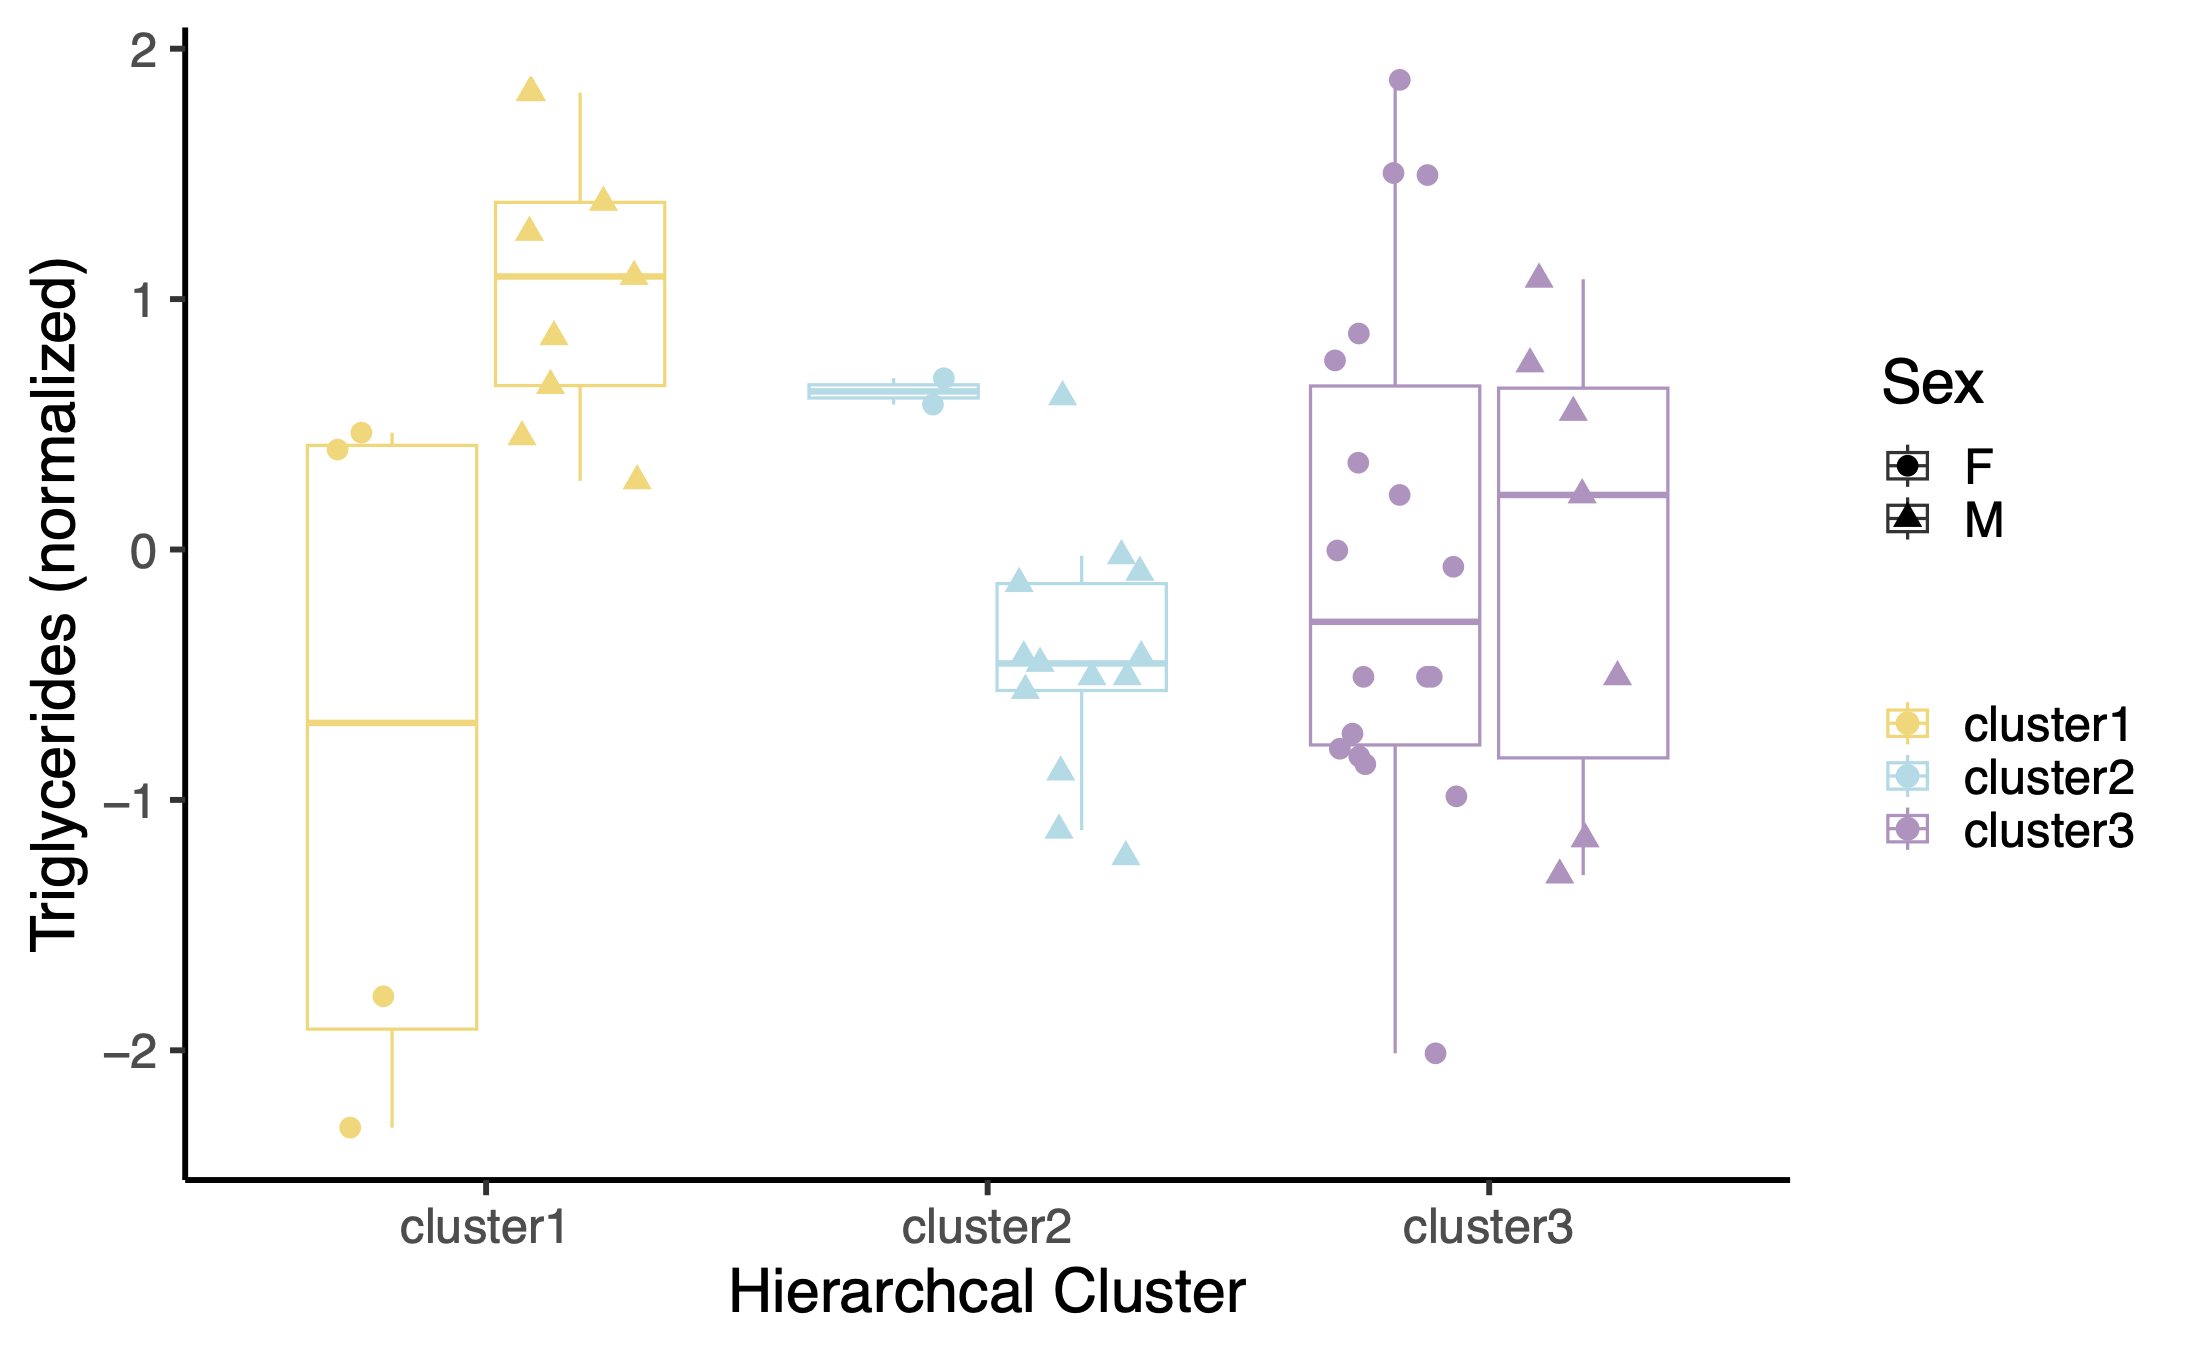 Triglycerides (normalized)
2
1
0
−1
−2
cluster1
cluster2
cluster3
Hierarchcal Cluster
Sex
F
M
cluster1
cluster2
cluster3